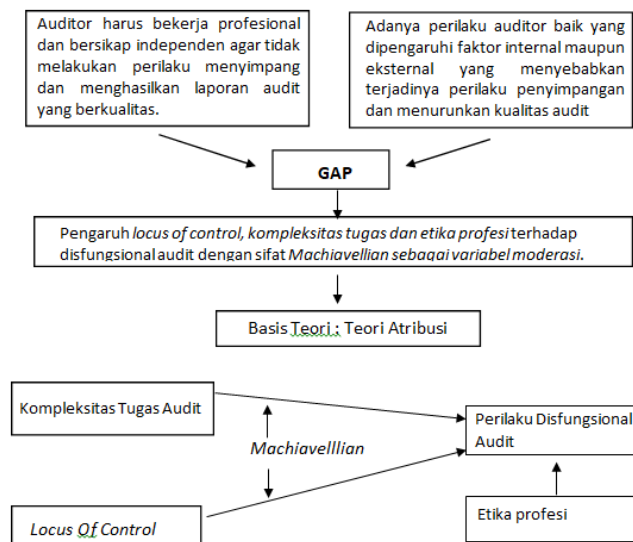 Auditor harus bekerja profesional
dan bersikap independen agar tidak
melakukan perilaku menyimpang
dan menghasilkan laporan audit
yang berkualitas.
Adanya perilaku auditor baik yang
dipengaruhi faktor internal maupun
eksternal yang menyebabkan
terjadinya perilaku penyimpangan
dan menurunkan kualitas audit
GAP
Pengaruh locus of control, kompleksitas tugas dan etika profesi terhadap
disfungsional audit dengan sifat Machiavellian sebagai variabel moderasi.
Basis Teori : Teori Atribusi
Kompleksitas Tugas Audit
Perilaku Disfungsional
Audit
Machiavelllian
Locus Of Control
Etika profesi